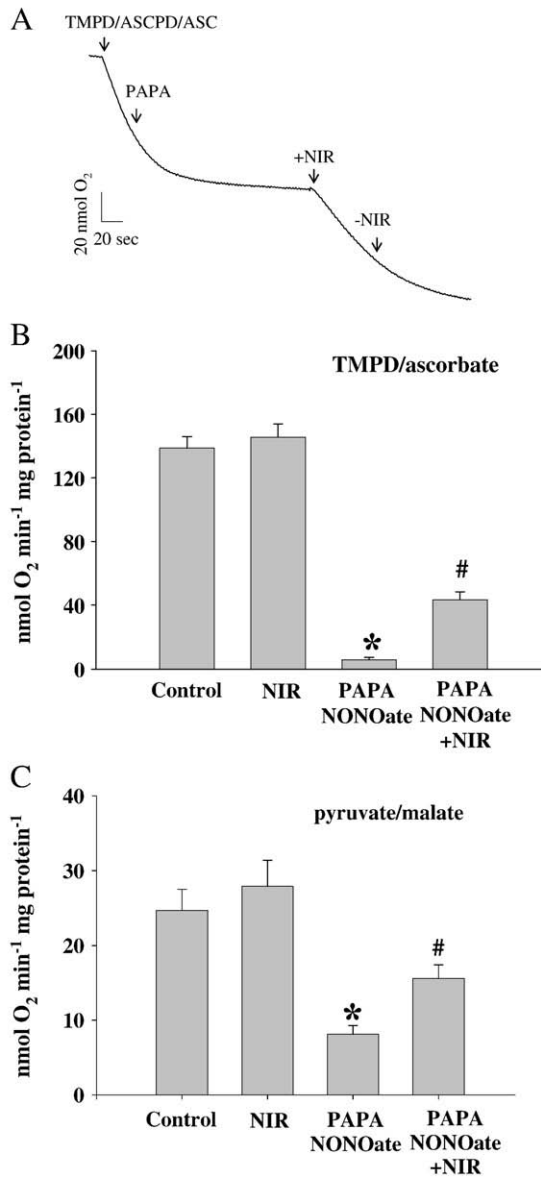 A
TMPD/ASCPD/ASC
PAPA
+NIR
-NIR
20 nmol O₂
20 sec
B
TMPD/ascorbate
nmol O₂ min⁻¹ mg protein⁻¹
200
160
120
80
40
0
*
#
Control NIR PAPA NONOate PAPA NONOate +NIR
C
pyruvate/malate
nmol O₂ min⁻¹ mg protein⁻¹
40
30
20
10
0
*
#
Control NIR PAPA NONOate PAPA NONOate +NIR